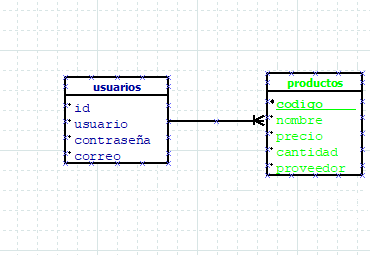 usuarios
id
usuario
contraseña
correo
productos
codigo
nombre
precio
cantidad
proveedor